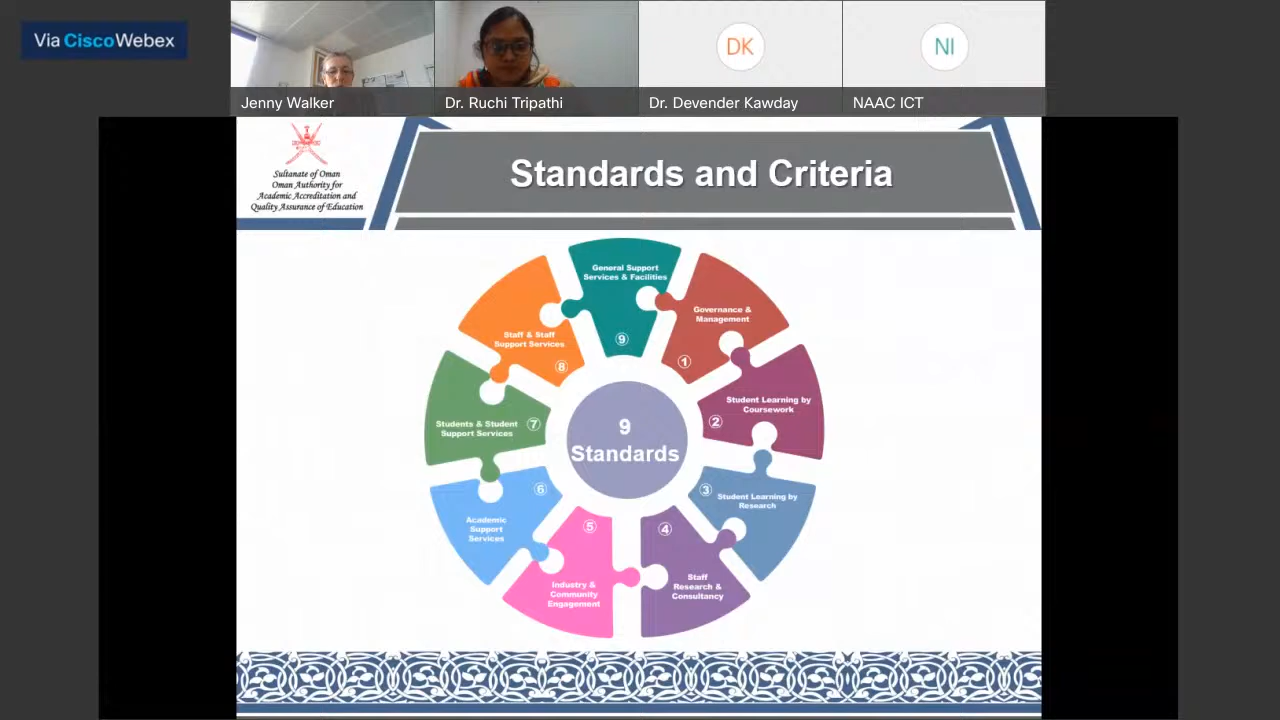 Via Cisco Webex
Jenny Walker
Dr. Ruchi Tripathi
DK
Dr. Devender Kawday
NI
NAAC ICT
Sultanate of Oman
Oman Authority for
Academic Accreditation and
Quality Assurance of Education
Standards and Criteria
General Support
Services & Facilities
9
Governance &
Management
1
Student Learning by
Coursework
2
3
Student Learning by
Research
4
Staff
Research &
Consultancy
5
Industry &
Community
Engagement
6
Academic
Support
Services
Students & Student
Support Services
7
Staff & Staff
Support Services
8
9
Standards